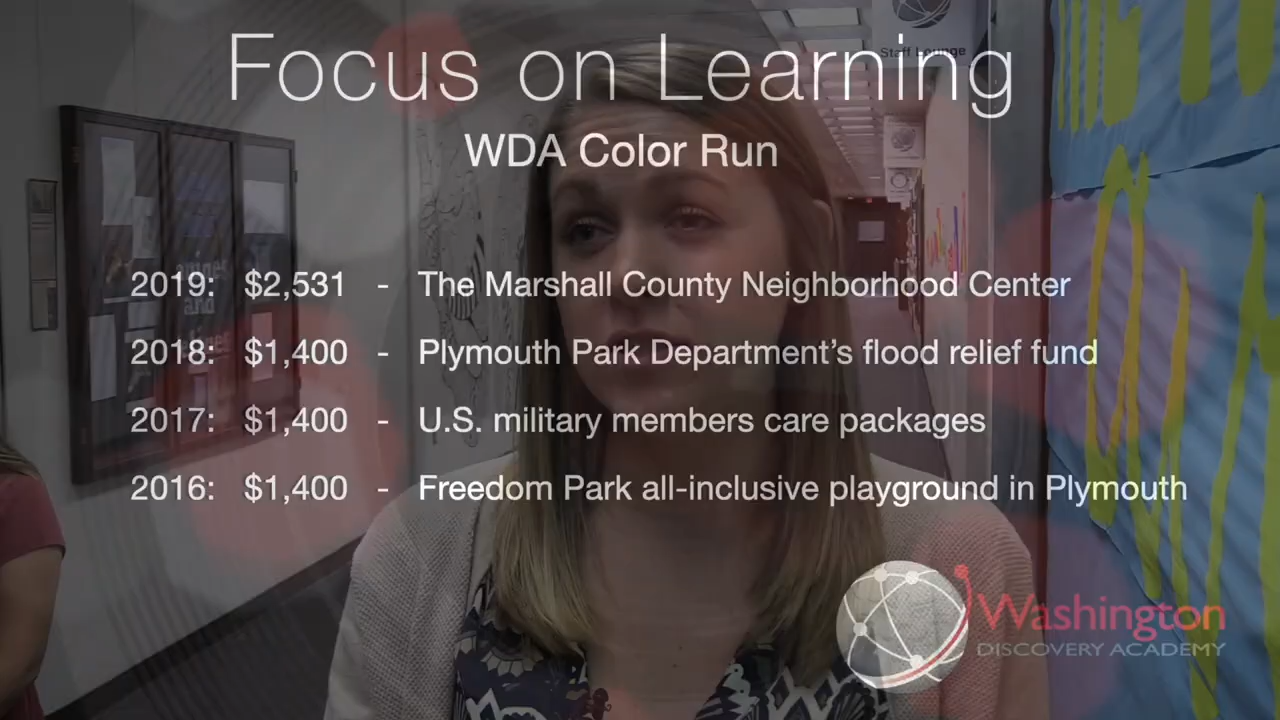 Staff Lounge
Focus on Learning
WDA Color Run
2019: $2,531 - The Marshall County Neighborhood Center
2018: $1,400 - Plymouth Park Department’s flood relief fund
2017: $1,400 - U.S. military members care packages
2016: $1,400 - Freedom Park all-inclusive playground in Plymouth
Washington
DISCOVERY ACADEMY